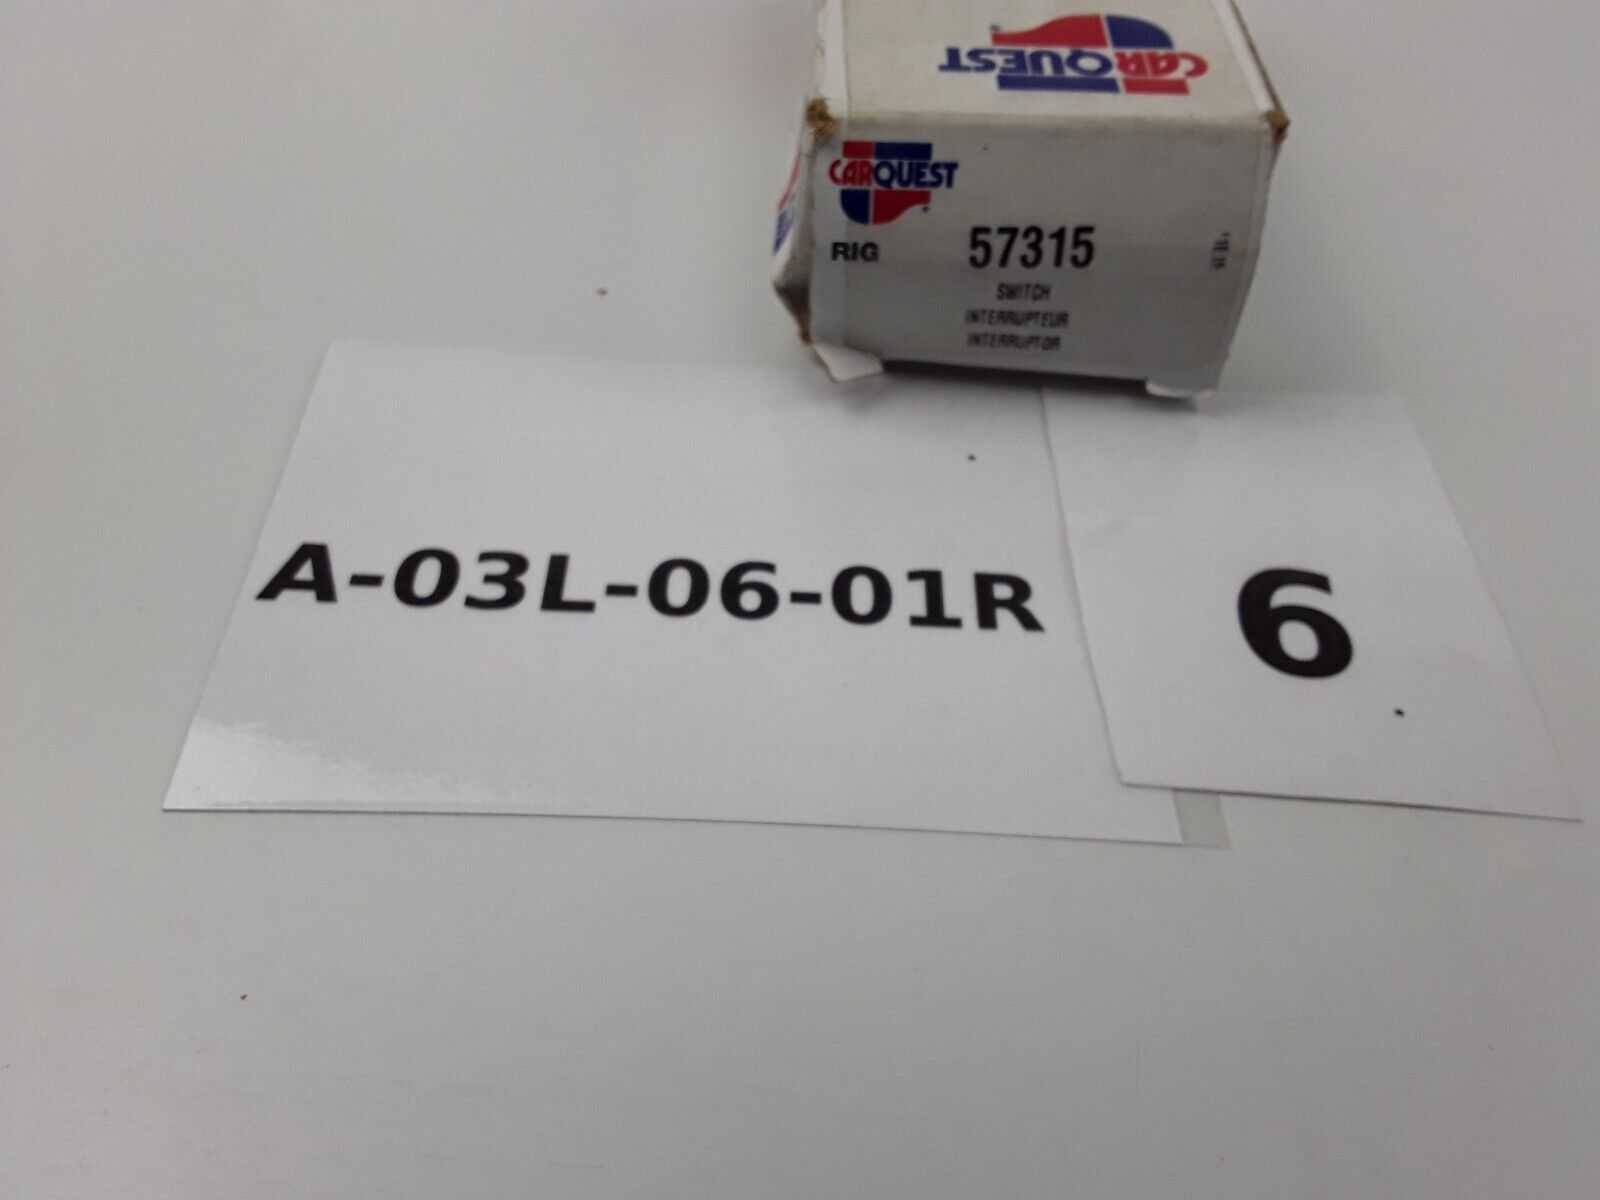 CARQUEST
CARQUEST
RIG
57315
SWITCH
INTERRUPTEUR
INTERRUPTOR
A-03L-06-01R
6